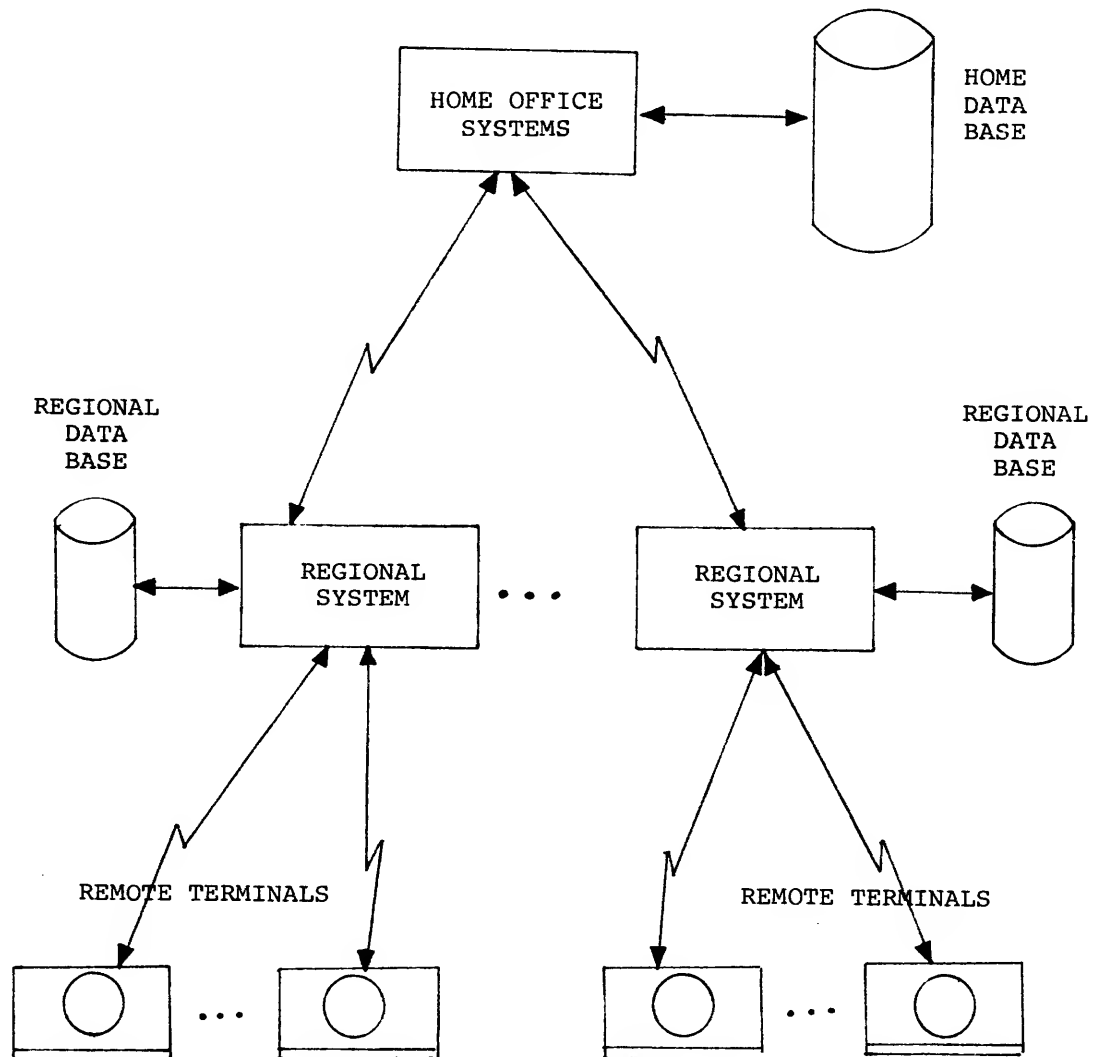 HOME OFFICE
SYSTEMS
HOME
DATA
BASE
REGIONAL
DATA
BASE
REGIONAL
DATA
BASE
REGIONAL
SYSTEM
• • •
REGIONAL
SYSTEM
REMOTE TERMINALS
REMOTE TERMINALS
• • •
• • •